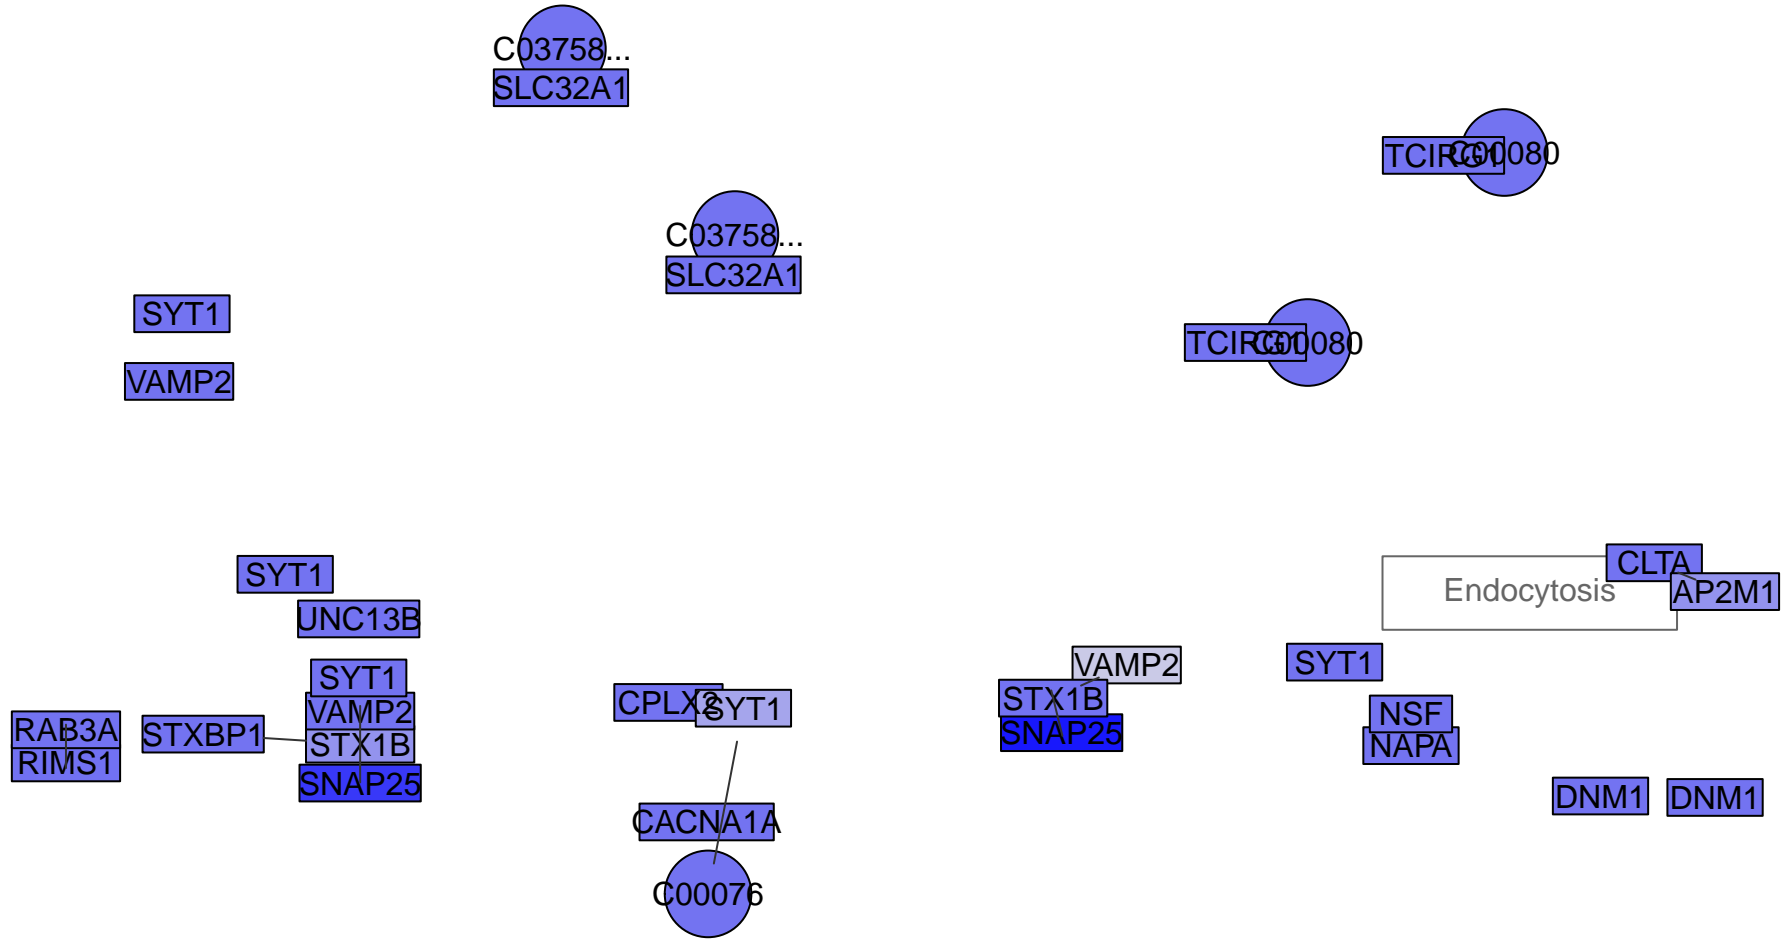 C03758...
SLC32A1
TCIRG1
C00080
C03758...
SLC32A1
SYT1
TCIRG1
C00080
VAMP2
SYT1
CLTA
Endocytosis
AP2M1
UNC13B
SYT1
VAMP2
SYT1
CPLX2
SYT1
STX1B
NSF
VAMP2
RAB3A
STXBP1
STX1B
SNAP25
NAPA
RIMS1
SNAP25
DNM1
DNM1
CACNA1A
C00076